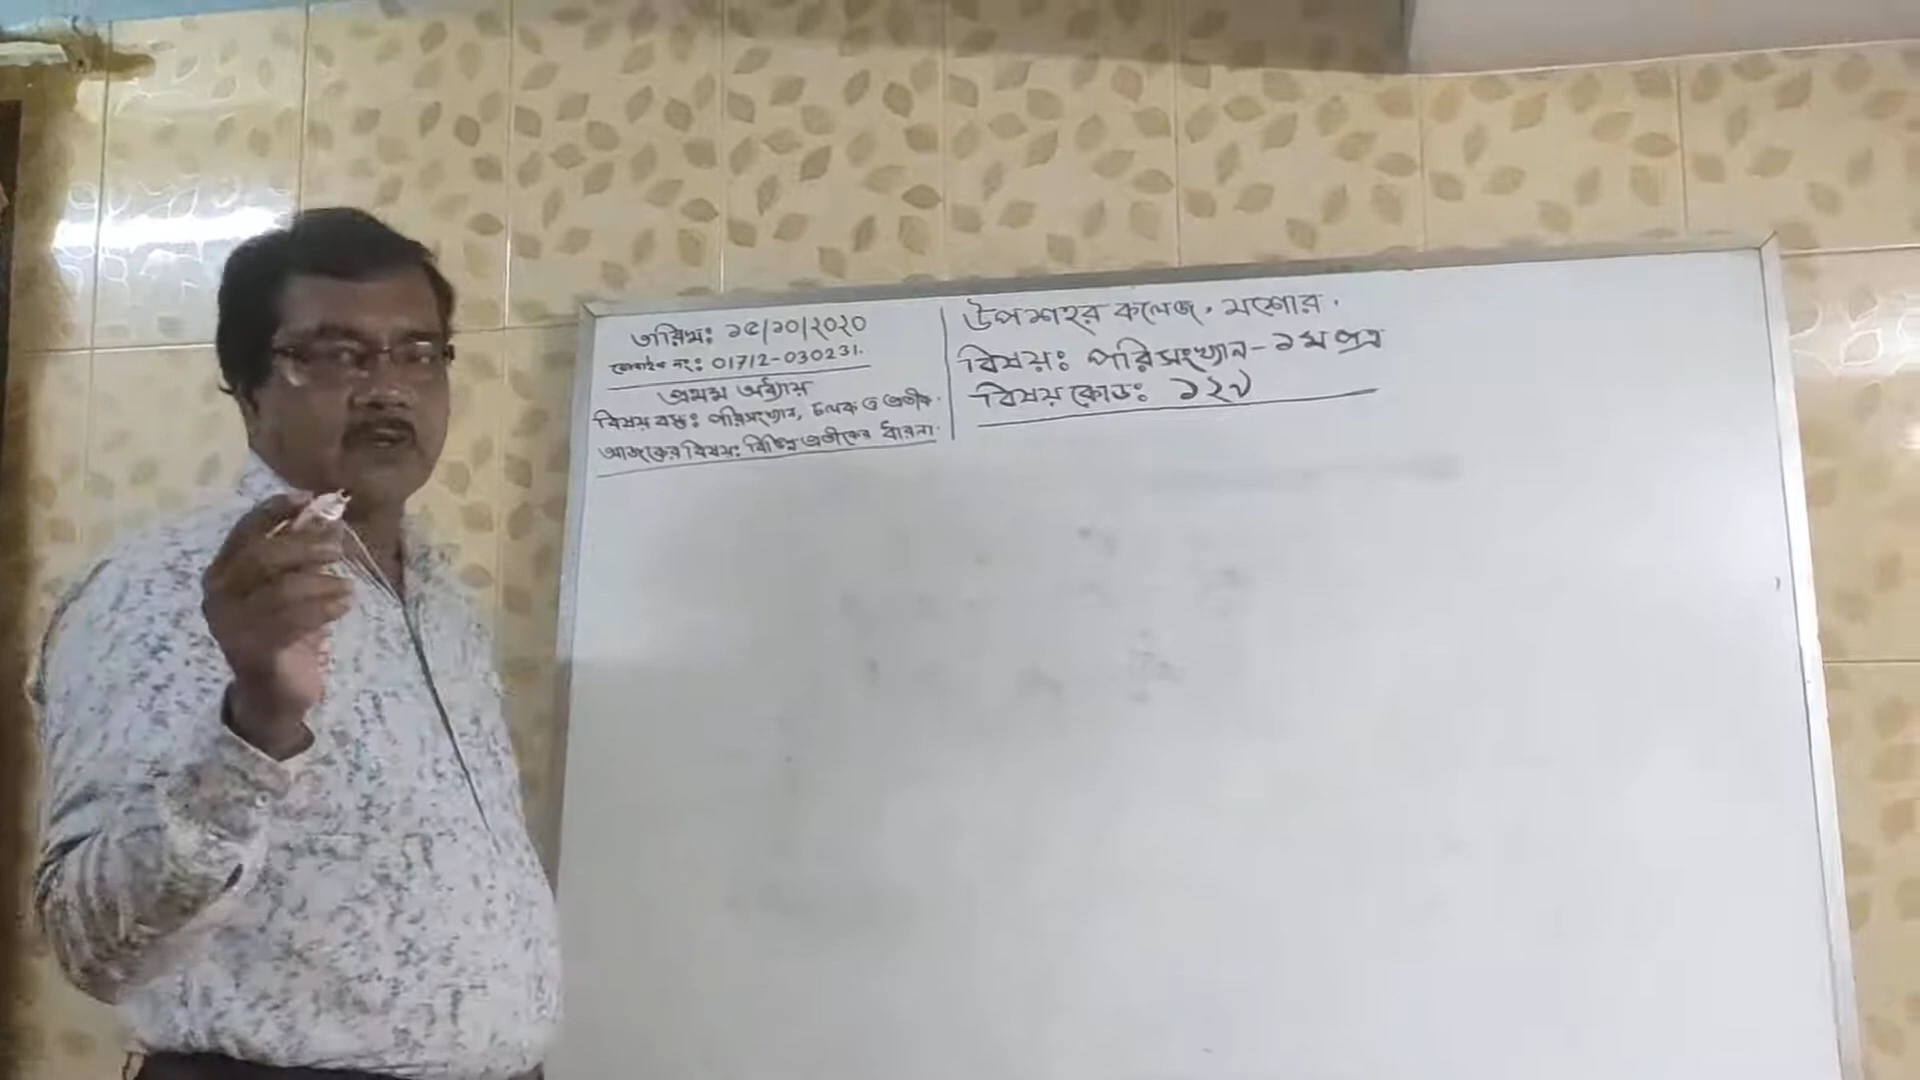 তারিখঃ ১৫/১০/২০২০
মোবাইল নং: 01712-030231.
প্রথম অধ্যায়
বিষয় বস্তুঃ পরিসংখ্যান, চলক ও প্রতীক.
আজকের বিষয়ঃ বিভিন্ন প্রতীকের ধারনা.
উপশহর কলেজ, যশোর.
বিষয়ঃ পরিসংখ্যান-১ম পত্র
বিষয় কোডঃ ১২৯